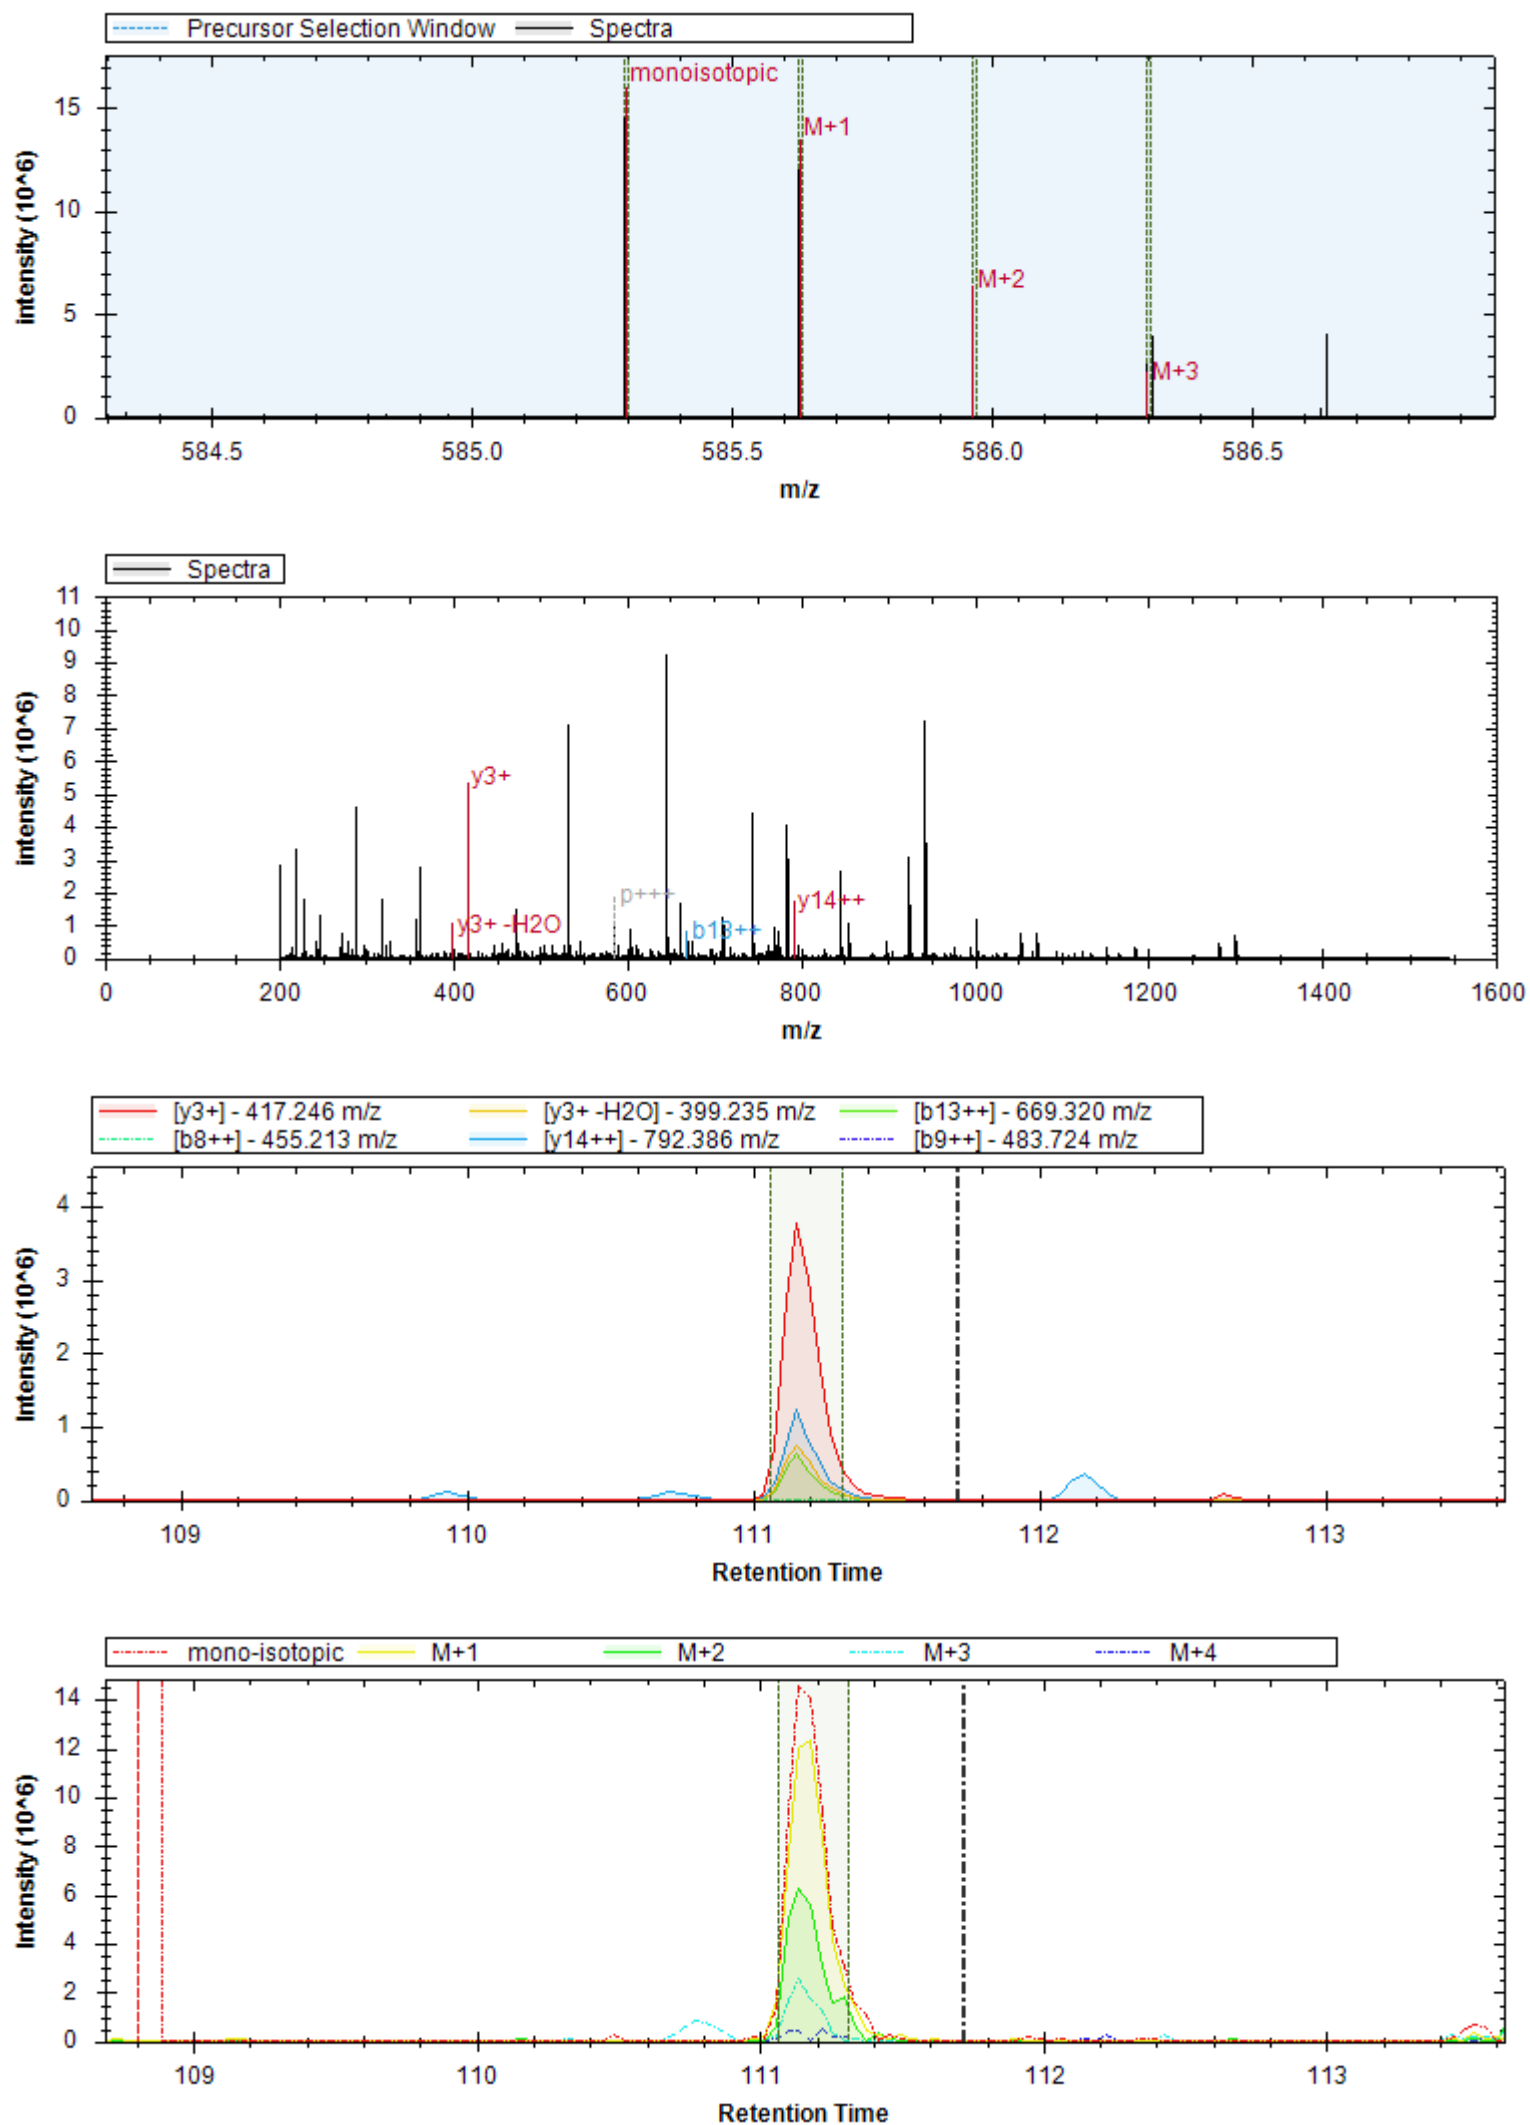 Precursor Selection Window Spectra
monoisotopic
M+1
M+2
M+3
15
10
5
0
intensity (10^6)
584.5 585.0 585.5 586.0 586.5
m/z
Spectra
11
10
9
8
7
6
5
4
3
2
1
0
intensity (10^6)
y3+
p+++
y3+ -H2O
b13++
y14++
0 200 400 600 800 1000 1200 1400 1600
m/z
[y3+] - 417.246 m/z [y3+ -H2O] - 399.235 m/z [b13++] - 669.320 m/z
[b8++] - 455.213 m/z [y14++] - 792.386 m/z [b9++] - 483.724 m/z
4
3
2
1
0
Intensity (10^6)
109 110 111 112 113
Retention Time
mono-isotopic M+1 M+2 M+3 M+4
14
12
10
8
6
4
2
0
Intensity (10^6)
109 110 111 112 113
Retention Time